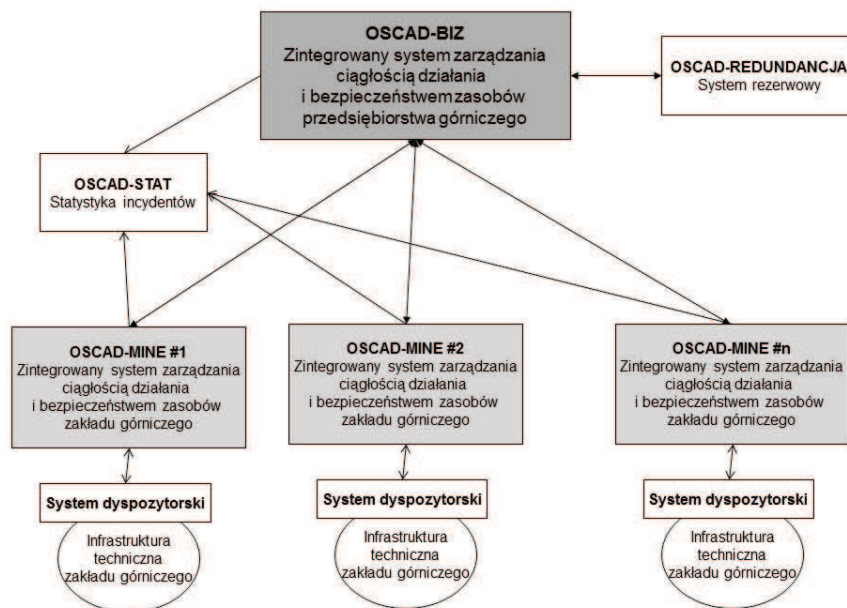 OSCAD-BIZ
Zintegrowany system zarządzania
ciągłością działania
i bezpieczeństwem zasobów
przedsiębiorstwa górniczego
OSCAD-REDUNDANCJA
System rezerwowy
OSCAD-STAT
Statystyka incydentów
OSCAD-MINE #1
Zintegrowany system zarządzania
ciągłością działania
i bezpieczeństwem zasobów
zakładu górniczego
OSCAD-MINE #2
Zintegrowany system zarządzania
ciągłością działania
i bezpieczeństwem zasobów
zakładu górniczego
OSCAD-MINE #n
Zintegrowany system zarządzania
ciągłością działania
i bezpieczeństwem zasobów
zakładu górniczego
System dyspozytorski
Infrastruktura
techniczna
zakładu górniczego
System dyspozytorski
Infrastruktura
techniczna
zakładu górniczego
System dyspozytorski
Infrastruktura
techniczna
zakładu górniczego